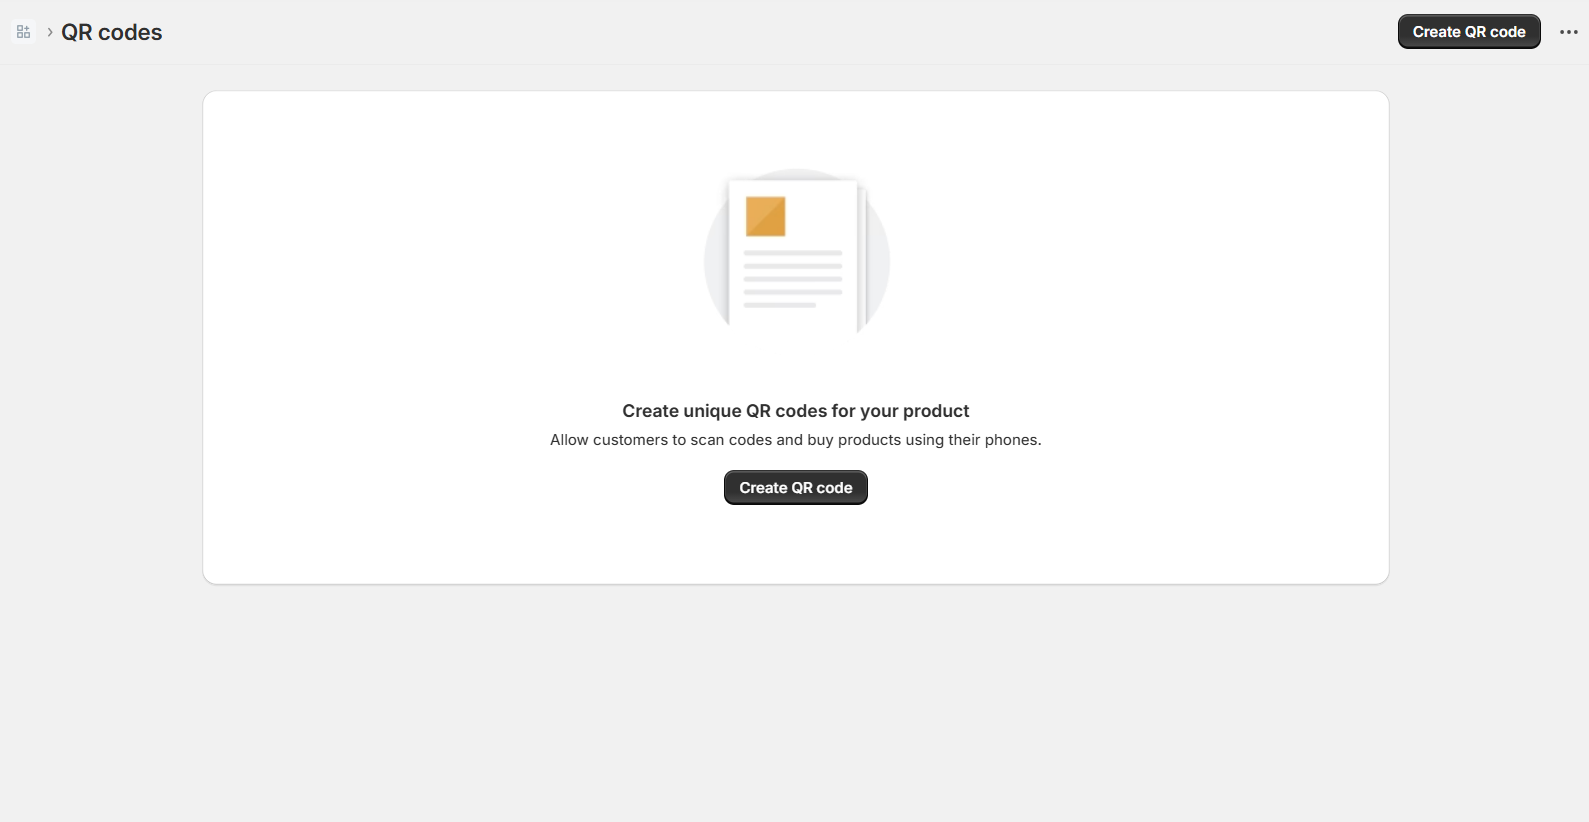 QR codes
Create QR code
Create unique QR codes for your product
Allow customers to scan codes and buy products using their phones.
Create QR code